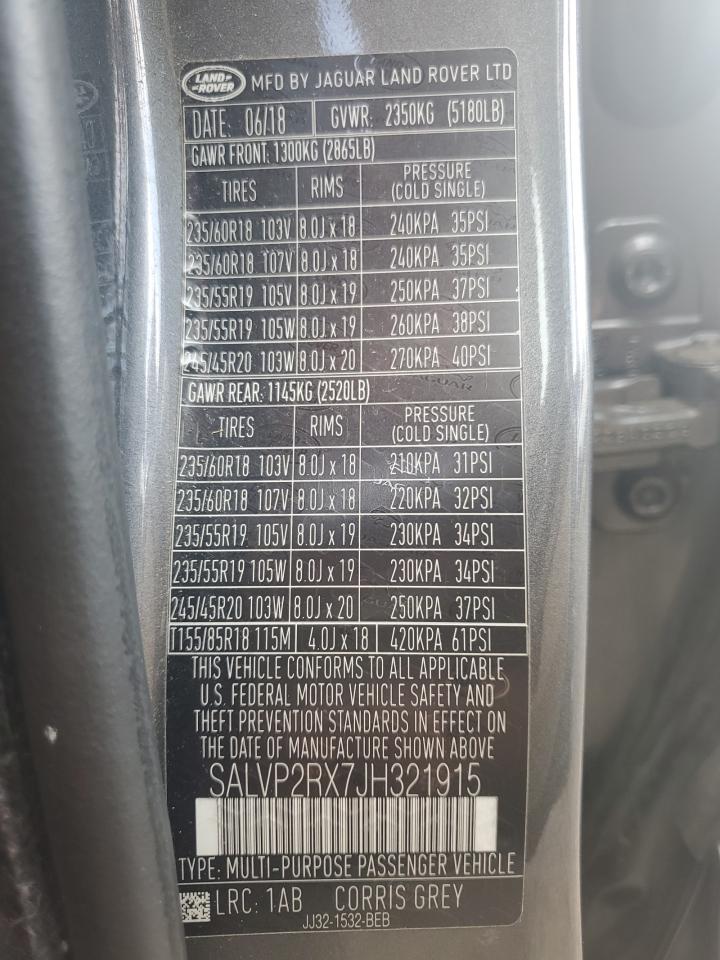 LAND ROVER MFD BY JAGUAR LAND ROVER LTD
DATE: 06/18 GVWR: 2350KG (5180LB)
GAWR FRONT: 1300KG (2865LB)
TIRES RIMS PRESSURE (COLD SINGLE)
235/60R18 103V 8.0J x 18 240KPA 35PSI
235/60R18 107V 8.0J x 18 240KPA 35PSI
235/55R19 105V 8.0J x 19 250KPA 37PSI
235/55R19 105W 8.0J x 19 260KPA 38PSI
245/45R20 103W 8.0J x 20 270KPA 40PSI
GAWR REAR: 1145KG (2520LB)
TIRES RIMS PRESSURE (COLD SINGLE)
235/60R18 103V 8.0J x 18 210KPA 31PSI
235/60R18 107V 8.0J x 18 220KPA 32PSI
235/55R19 105V 8.0J x 19 230KPA 34PSI
235/55R19 105W 8.0J x 19 230KPA 34PSI
245/45R20 103W 8.0J x 20 250KPA 37PSI
T155/85R18 115M 4.0J x 18 420KPA 61PSI
THIS VEHICLE CONFORMS TO ALL APPLICABLE
U.S. FEDERAL MOTOR VEHICLE SAFETY AND
THEFT PREVENTION STANDARDS IN EFFECT ON
THE DATE OF MANUFACTURE SHOWN ABOVE
SALVP2RX7JH321915
TYPE: MULTI-PURPOSE PASSENGER VEHICLE
LRC: 1AB CORRIS GREY
JJ32-1532-BEB